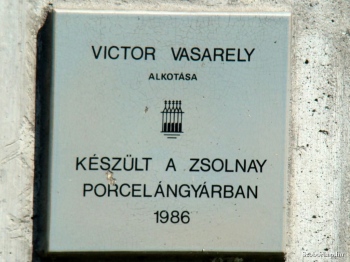 VICTOR VASARELY
ALKOTÁSA
KÉSZÜLT A ZSOLNAY
PORCELÁNGYÁRBAN
1986